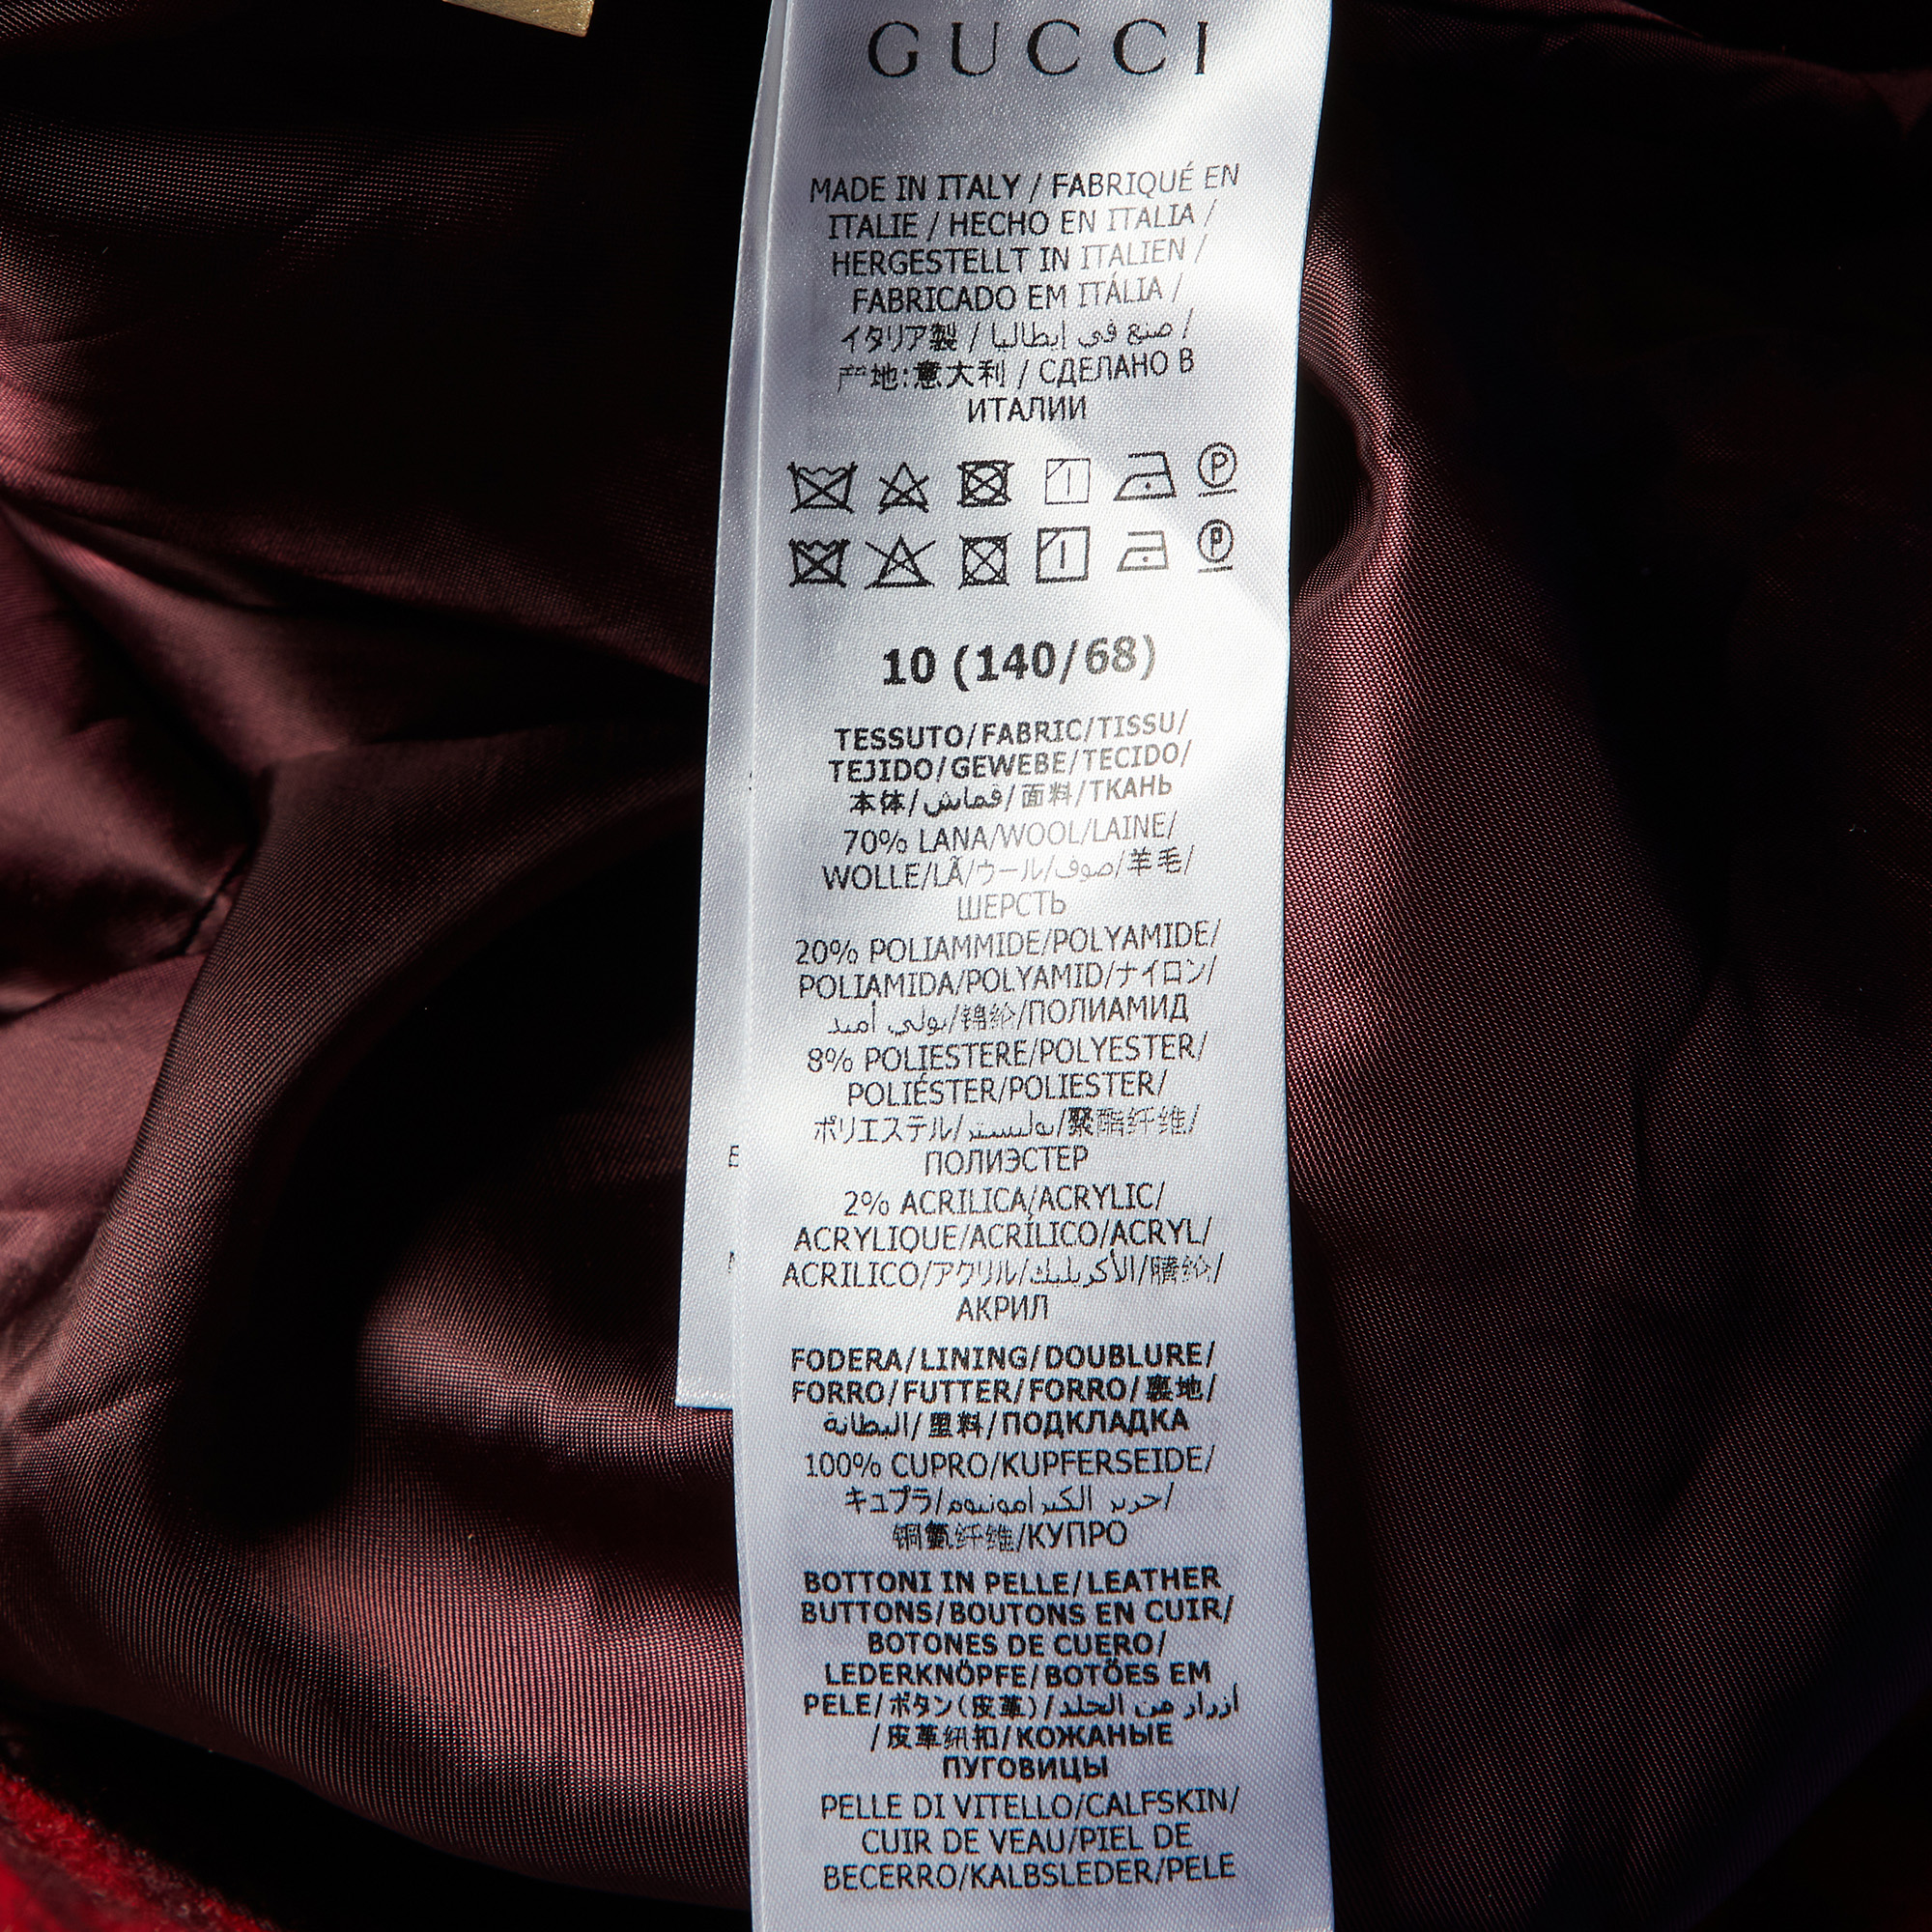 GUCCI
MADE IN ITALY / FABRIQUÉ EN
ITALIE / HECHO EN ITALIA /
HERGESTELLT IN ITALIEN /
FABRICADO EM ITÁLIA /
イタリア製 / صنع في إيطاليا /
产地:意大利 / СДЕЛАНО В
ИТАЛИИ
P
P
10 (140/68)
TESSUTO/FABRIC/TISSU/
TEJIDO/GEWEBE/TECIDO/
本体/قماش/面料/ТКАНЬ
70% LANA/WOOL/LAINE/
WOLLE/LÃ/ウール/صوف/羊毛/
ШЕРСТЬ
20% POLIAMMIDE/POLYAMIDE/
POLIAMIDA/POLYAMID/ナイロン/
بولي أميد/锦纶/ПОЛИАМИД
8% POLIESTERE/POLYESTER/
POLIÉSTER/POLIESTER/
ポリエステル/بوليستر/聚酯纤维/
ПОЛИЭСТЕР
2% ACRILICA/ACRYLIC/
ACRYLIQUE/ACRÍLICO/ACRYL/
ACRILICO/アクリル/الأكريليك/腈纶/
АКРИЛ
FODERA/LINING/DOUBLURE/
FORRO/FUTTER/FORRO/裏地/
البطانة/里料/ПОДКЛАДКА
100% CUPRO/KUPFERSEIDE/
キュプラ/حرير الكبرامونيوم/
铜氨纤维/КУПРО
BOTTONI IN PELLE/LEATHER
BUTTONS/BOUTONS EN CUIR/
BOTONES DE CUERO/
LEDERKNÖPFE/BOTÕES EM
PELE/ボタン(皮革)/أزرار من الجلد
/皮革纽扣/КОЖАНЫЕ
ПУГОВИЦЫ
PELLE DI VITELLO/CALFSKIN/
CUIR DE VEAU/PIEL DE
BECERRO/KALBSLEDER/PELE